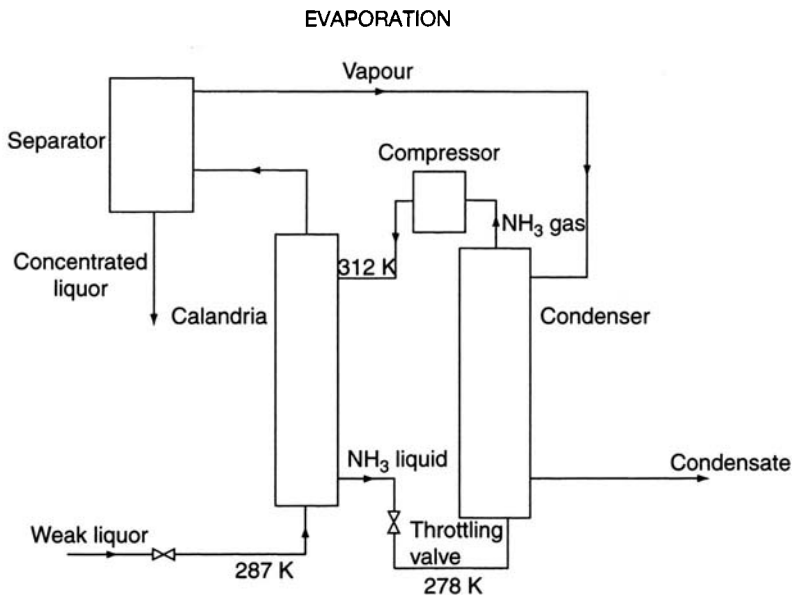 EVAPORATION
Vapour
Separator
Compressor
NH₃ gas
Concentrated
liquor
312 K
Calandria
Condenser
NH₃ liquid
Condensate
Weak liquor
Throttling
valve
287 K
278 K